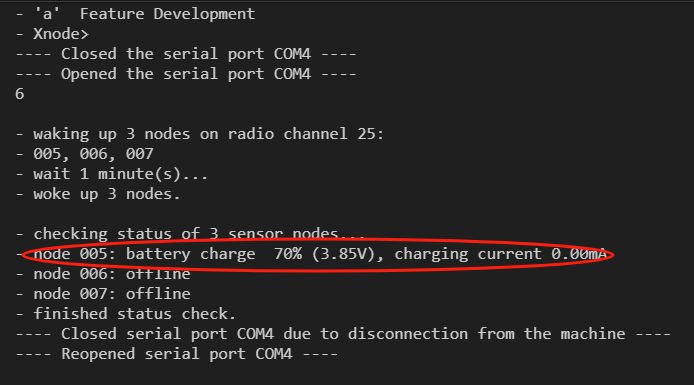 - 'a'  Feature Development
- Xnode>
---- Closed the serial port COM4 ----
---- Opened the serial port COM4 ----
6
- waking up 3 nodes on radio channel 25:
- 005, 006, 007
- wait 1 minute(s)...
- woke up 3 nodes.
- checking status of 3 sensor nodes...
- node 005: battery charge  70% (3.85V), charging current 0.00mA
- node 006: offline
- node 007: offline
- finished status check.
---- Closed serial port COM4 due to disconnection from the machine ----
---- Reopened serial port COM4 ----